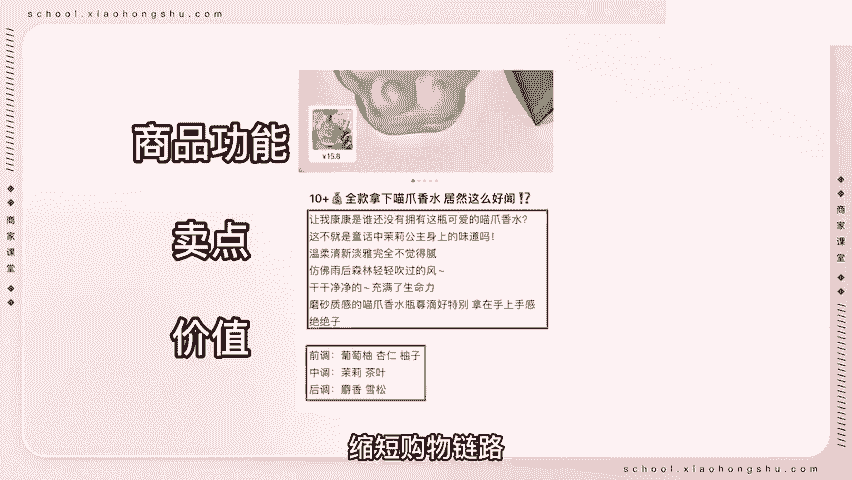 school.xiaohongshu.com
商家课堂
商家课堂
商品功能
卖点
价值
¥15.8
10+💰全款拿下喵爪香水 居然这么好闻⁉️
让我康康是谁还没有拥有这瓶可爱的喵爪香水?
这不就是童话中茉莉公主身上的味道吗!
温柔清新淡雅完全不觉得腻
仿佛雨后森林轻轻吹过的风~
干干净净的~充满了生命力
磨砂质感的喵爪香水瓶尊滴好特别 拿在手上手感
绝绝子
前调:葡萄柚 杏仁 柚子
中调:茉莉 茶叶
后调:麝香 雪松
缩短购物链路
school.xiaohongshu.com